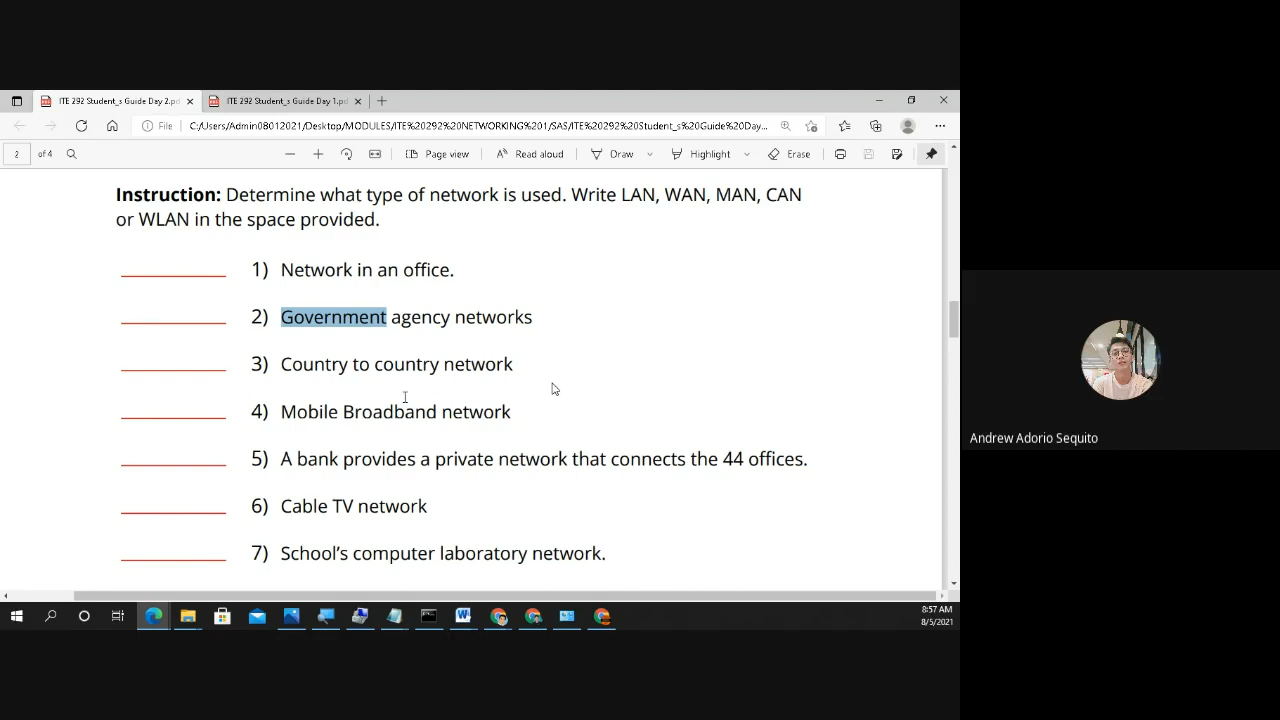 ITE 292 Student_s Guide Day 2.pd
ITE 292 Student_s Guide Day 1.pd
File
C:/Users/Admin08012021/Desktop/MODULES/ITE%20292%20NETWORKING%201/SAS/ITE%20292%20Student_s%20Guide%20Day...
2 of 4
Page view
Read aloud
Draw
Highlight
Erase
Instruction: Determine what type of network is used. Write LAN, WAN, MAN, CAN
or WLAN in the space provided.
1) Network in an office.
2) Government agency networks
3) Country to country network
4) Mobile Broadband network
5) A bank provides a private network that connects the 44 offices.
6) Cable TV network
7) School's computer laboratory network.
Andrew Adorio Sequito
8:57 AM
8/5/2021